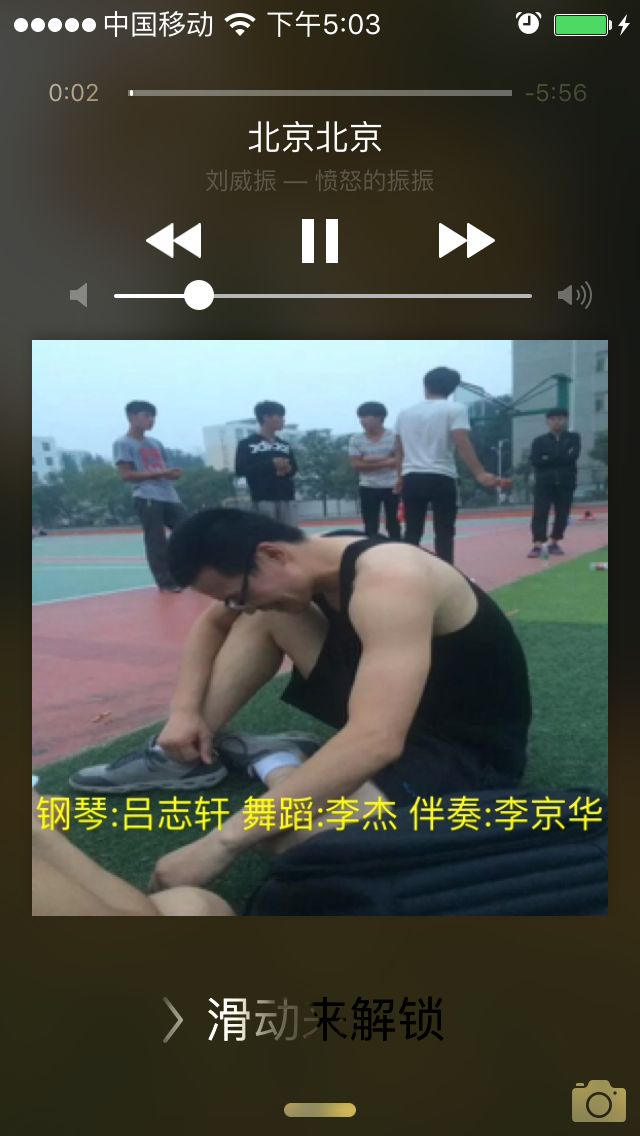 中国移动 下午5:03
0:02 -5:56
北京北京
刘威振 — 愤怒的振振
钢琴:吕志轩 舞蹈:李杰 伴奏:李京华
滑动来解锁